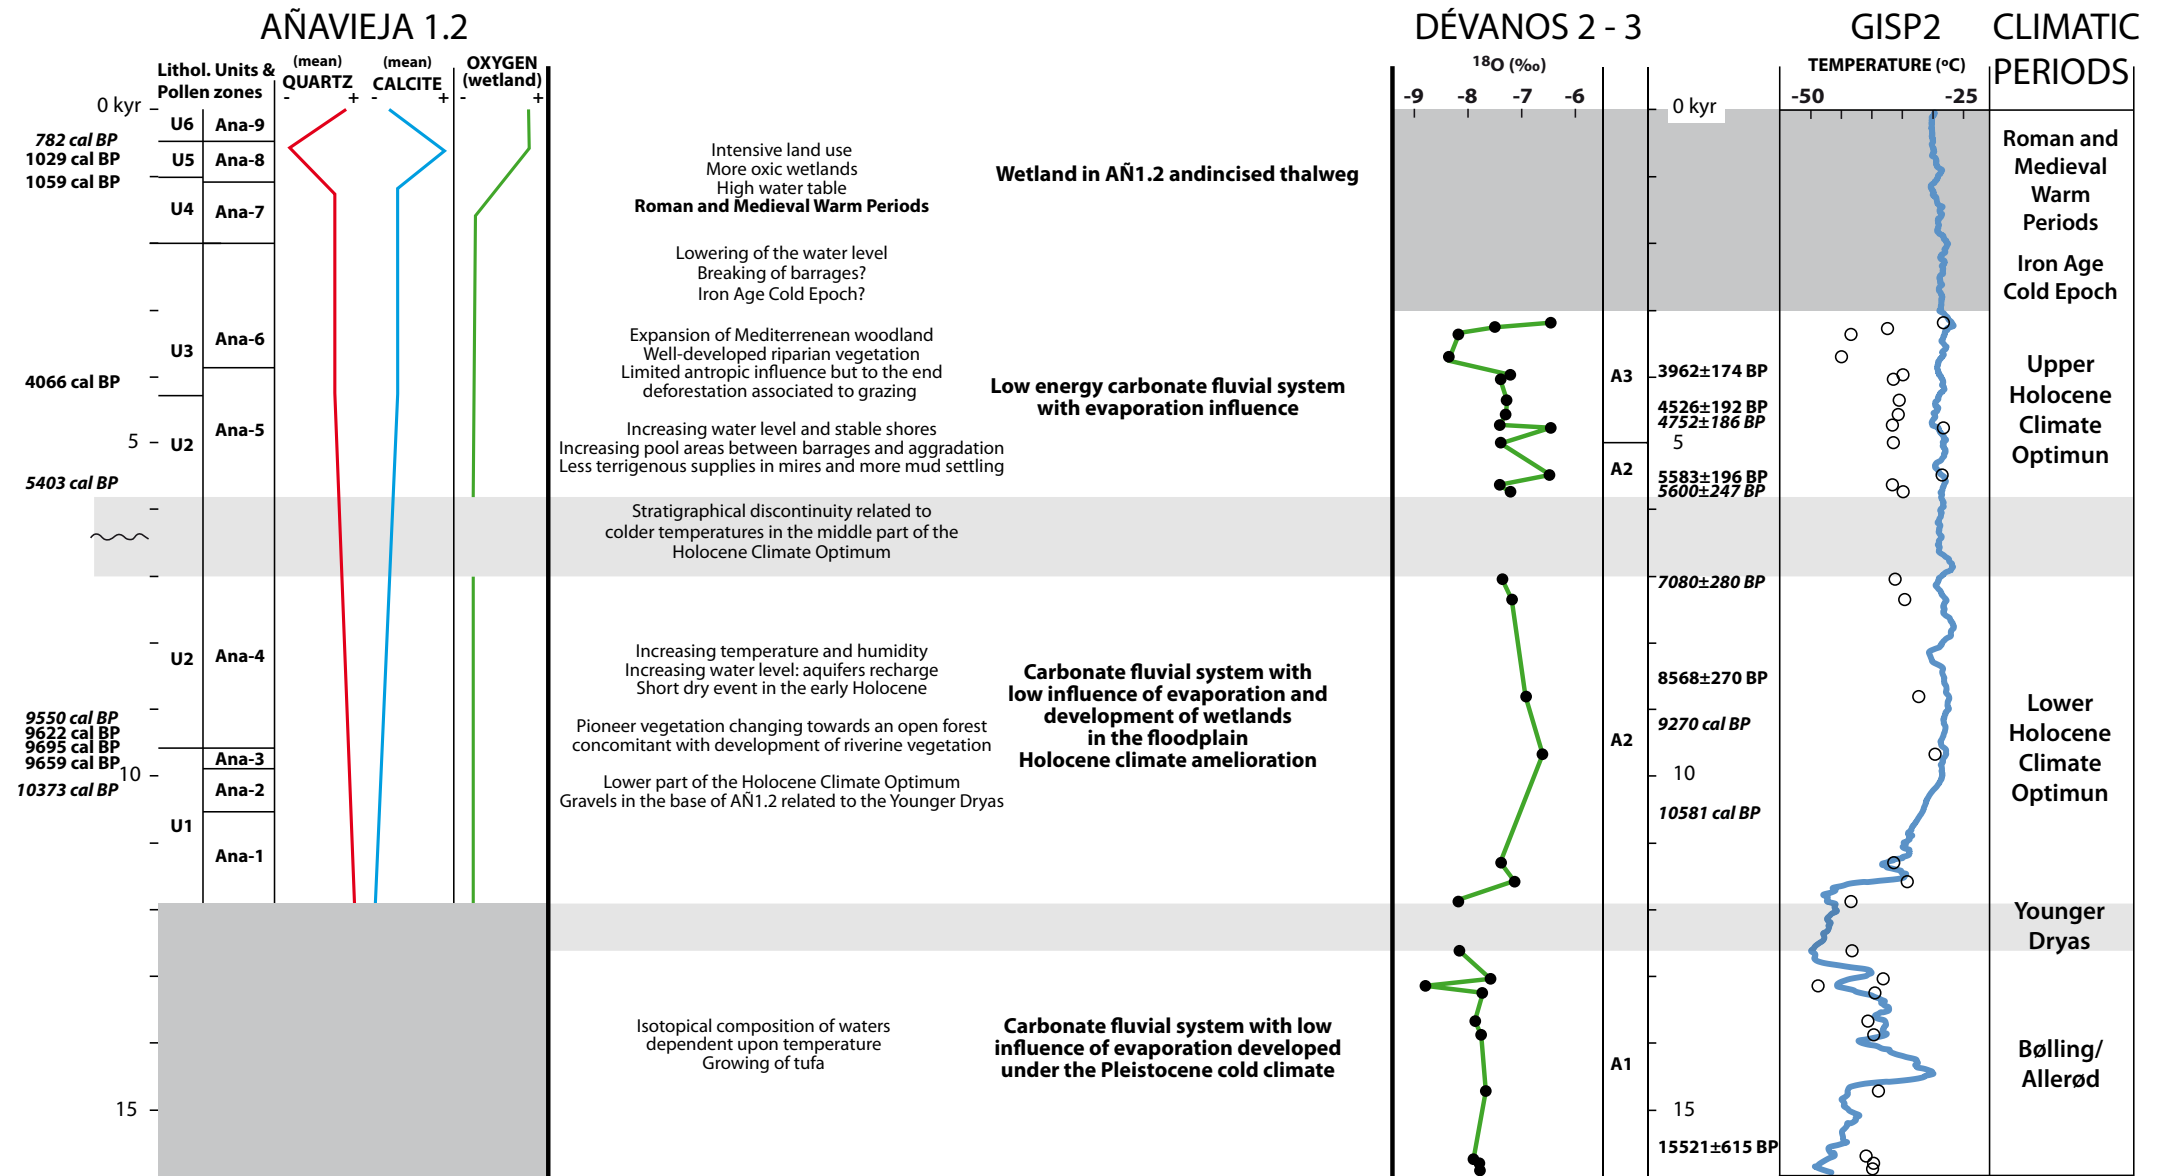 AÑAVIEJA 1.2
DÉVANOS 2 - 3
GISP2
CLIMATIC
PERIODS
Lithol. Units &
Pollen zones
(mean)
QUARTZ
- +
(mean)
CALCITE
- +
OXYGEN
(wetland)
- +
18O (‰)
-9 -8 -7 -6
TEMPERATURE (ºC)
-50 -25
0 kyr
5
10
15
782 cal BP
1029 cal BP
1059 cal BP
4066 cal BP
5403 cal BP
9550 cal BP
9622 cal BP
9695 cal BP
9659 cal BP
10373 cal BP
U6
U5
U4
U3
U2
U2
U1
Ana-9
Ana-8
Ana-7
Ana-6
Ana-5
Ana-4
Ana-3
Ana-2
Ana-1
Intensive land use
More oxic wetlands
High water table
Roman and Medieval Warm Periods
Lowering of the water level
Breaking of barrages?
Iron Age Cold Epoch?
Expansion of Mediterrenean woodland
Well-developed riparian vegetation
Limited antropic influence but to the end
deforestation associated to grazing
Increasing water level and stable shores
Increasing pool areas between barrages and aggradation
Less terrigenous supplies in mires and more mud settling
Stratigraphical discontinuity related to
colder temperatures in the middle part of the
Holocene Climate Optimum
Increasing temperature and humidity
Increasing water level: aquifers recharge
Short dry event in the early Holocene
Pioneer vegetation changing towards an open forest
concomitant with development of riverine vegetation
Lower part of the Holocene Climate Optimum
Gravels in the base of AÑ1.2 related to the Younger Dryas
Isotopical composition of waters
dependent upon temperature
Growing of tufa
Wetland in AÑ1.2 andincised thalweg
Low energy carbonate fluvial system
with evaporation influence
Carbonate fluvial system with
low influence of evaporation and
development of wetlands
in the floodplain
Holocene climate amelioration
Carbonate fluvial system with low
influence of evaporation developed
under the Pleistocene cold climate
A3
A2
A2
A1
0 kyr
3962±174 BP
4526±192 BP
4752±186 BP
5
5583±196 BP
5600±247 BP
7080±280 BP
8568±270 BP
9270 cal BP
10
10581 cal BP
15
15521±615 BP
Roman and
Medieval
Warm
Periods
Iron Age
Cold Epoch
Upper
Holocene
Climate
Optimun
Lower
Holocene
Climate
Optimun
Younger
Dryas
Bølling/
Allerød